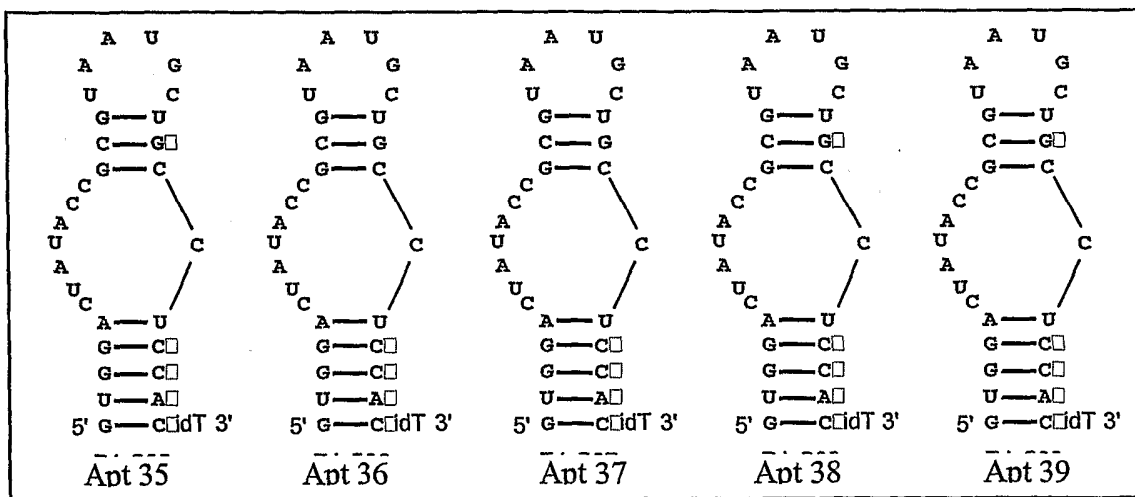 A U A U A U A U A U
A G A G A G A G A G
U C U C U C U C U C
G—U G—U G—U G—U G—U
C—G□ C—G C—G C—G□ C—G□
G—C G—C G—C G—C G—C
C C C C C
C C C C C
A A A A A
U C U C U C U C U C
A A A A A
U U U U U
C C C C C
A—U A—U A—U A—U A—U
G—C□ G—C□ G—C□ G—C□ G—C□
G—C□ G—C□ G—C□ G—C□ G—C□
U—A□ U—A□ U—A□ U—A□ U—A□
5' G—C□idT 3' 5' G—C□idT 3' 5' G—C□idT 3' 5' G—C□idT 3' 5' G—C□idT 3'
Apt 35 Apt 36 Apt 37 Apt 38 Apt 39